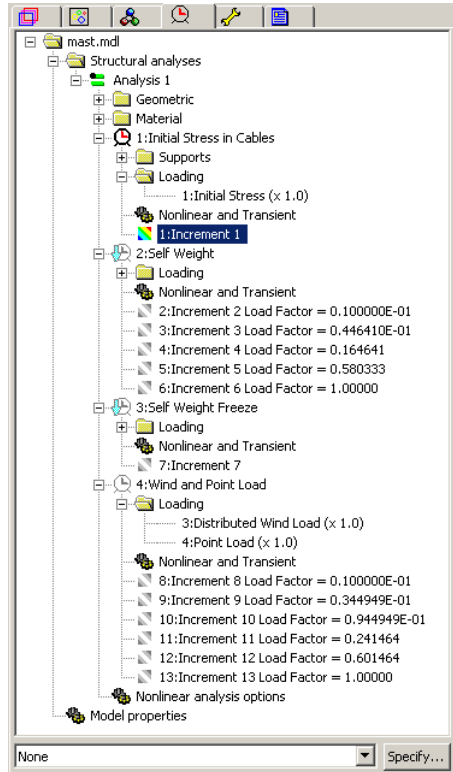 mast.mdl
Structural analyses
Analysis 1
Geometric
Material
1:Initial Stress in Cables
Supports
Loading
1:Initial Stress (x 1.0)
Nonlinear and Transient
1:Increment 1
2:Self Weight
Loading
Nonlinear and Transient
2:Increment 2 Load Factor = 0.100000E-01
3:Increment 3 Load Factor = 0.446410E-01
4:Increment 4 Load Factor = 0.164641
5:Increment 5 Load Factor = 0.580333
6:Increment 6 Load Factor = 1.00000
3:Self Weight Freeze
Loading
Nonlinear and Transient
7:Increment 7
4:Wind and Point Load
Loading
3:Distributed Wind Load (x 1.0)
4:Point Load (x 1.0)
Nonlinear and Transient
8:Increment 8 Load Factor = 0.100000E-01
9:Increment 9 Load Factor = 0.344949E-01
10:Increment 10 Load Factor = 0.944949E-01
11:Increment 11 Load Factor = 0.241464
12:Increment 12 Load Factor = 0.601464
13:Increment 13 Load Factor = 1.00000
Nonlinear analysis options
Model properties
None Specify...